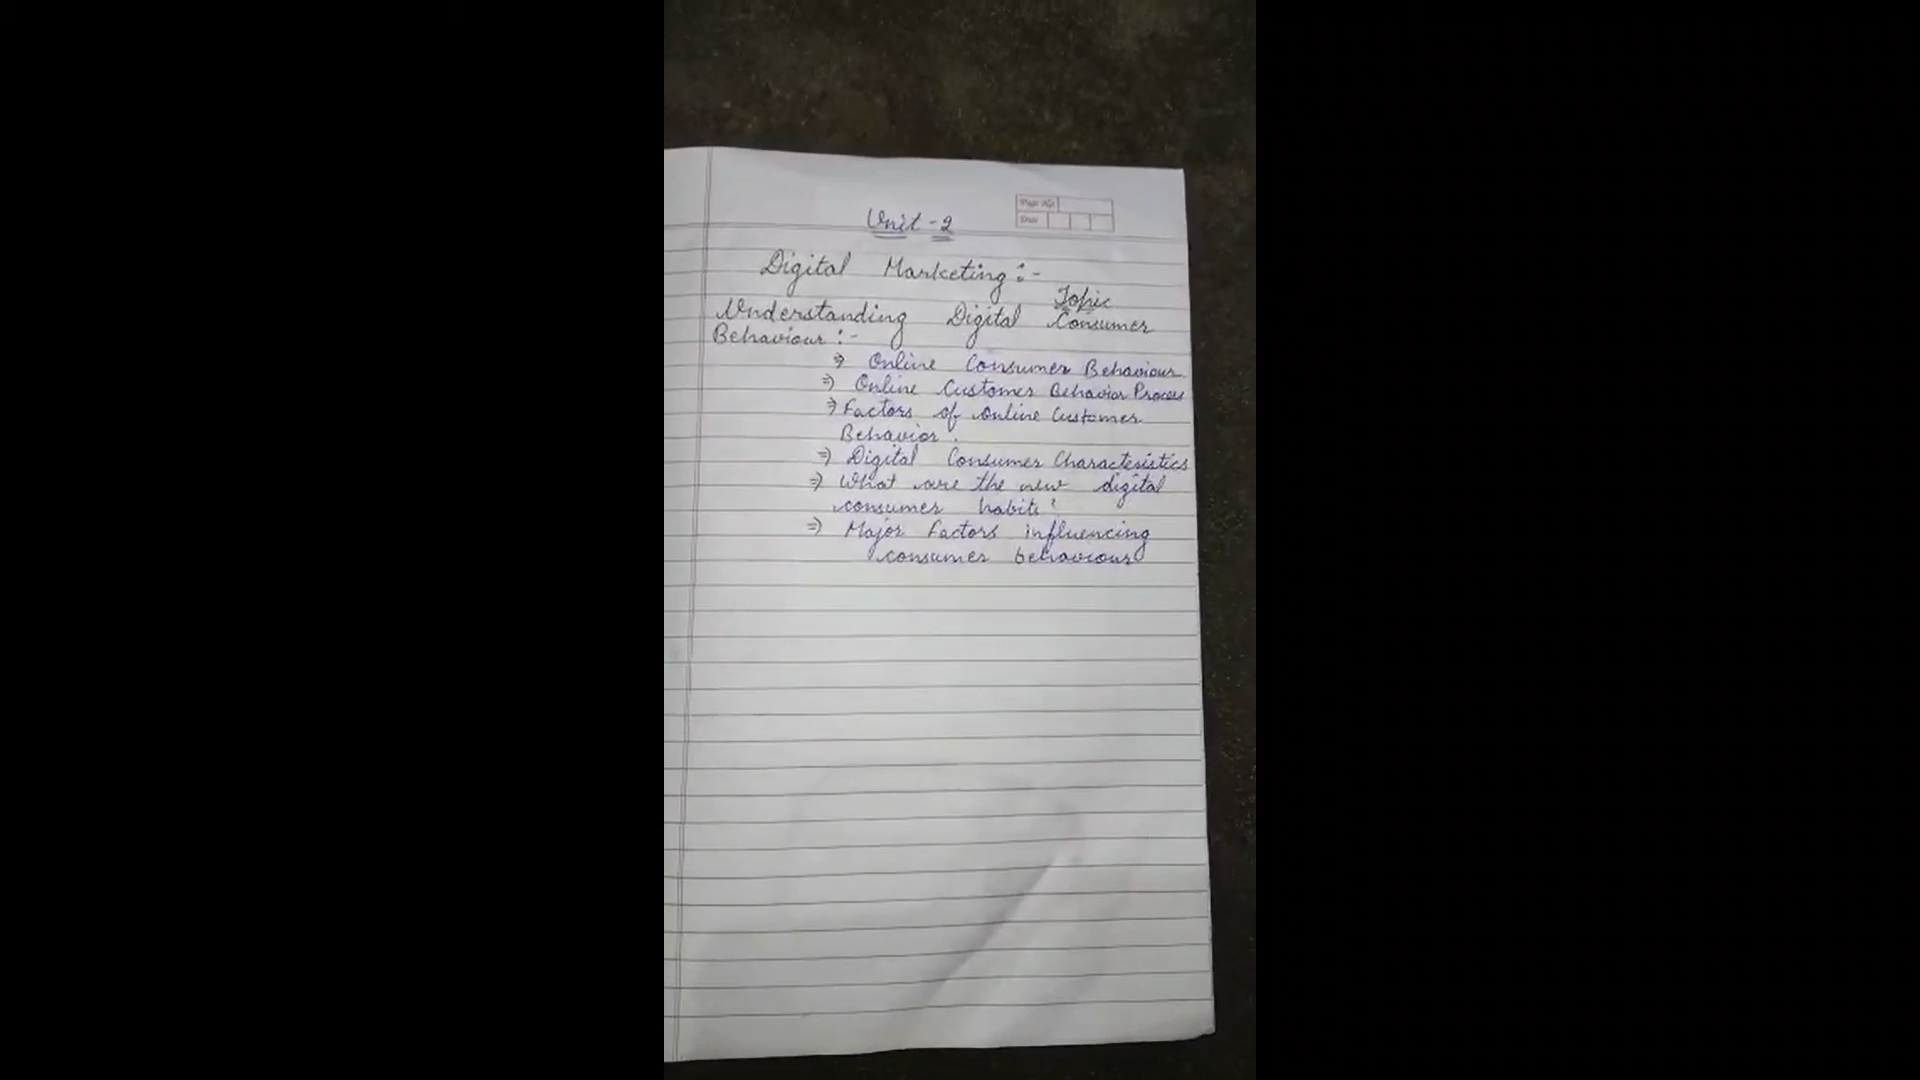 Page No
Date
Unit - 2
Digital Marketing :-
Topic
Understanding Digital Consumer
Behaviour :-
⇒ Online Consumer Behaviour
⇒ Online Customer Behavior Process
⇒ Factors of online Customer
Behavior.
⇒ Digital Consumer Characteristics
⇒ What are the new digital
consumer habits?
⇒ Major Factors influencing
consumer behaviour